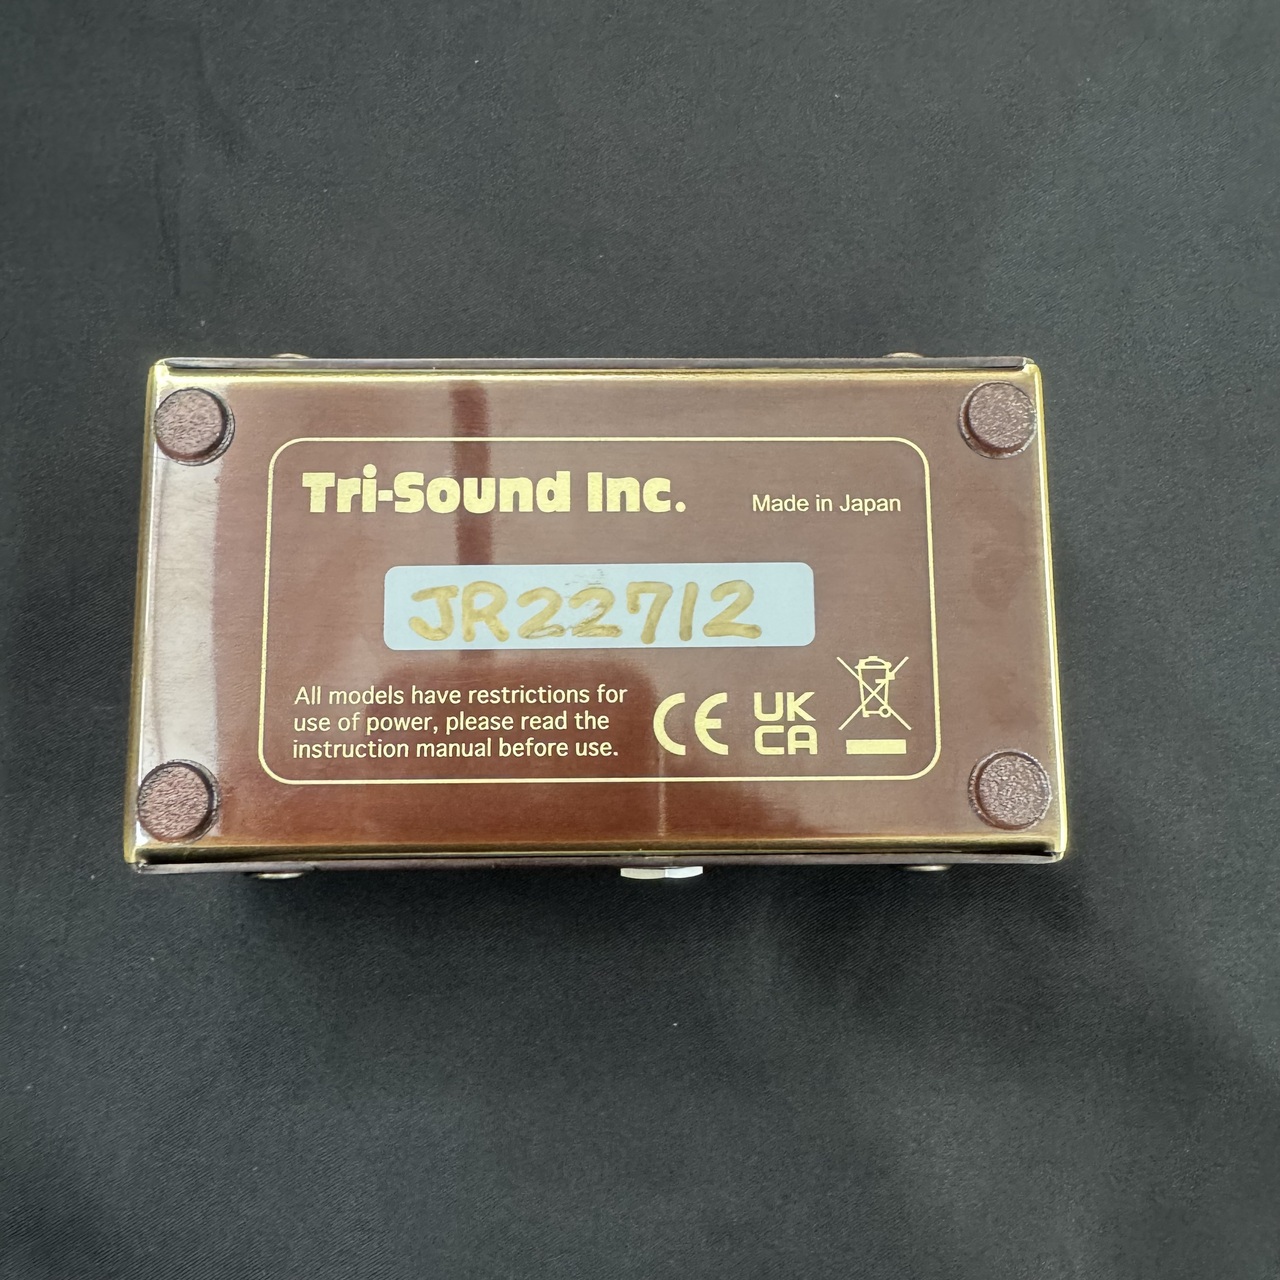 Tri-Sound Inc.
Made in Japan
JR22712
All models have restrictions for
use of power, please read the
instruction manual before use.
CE
UK
CA